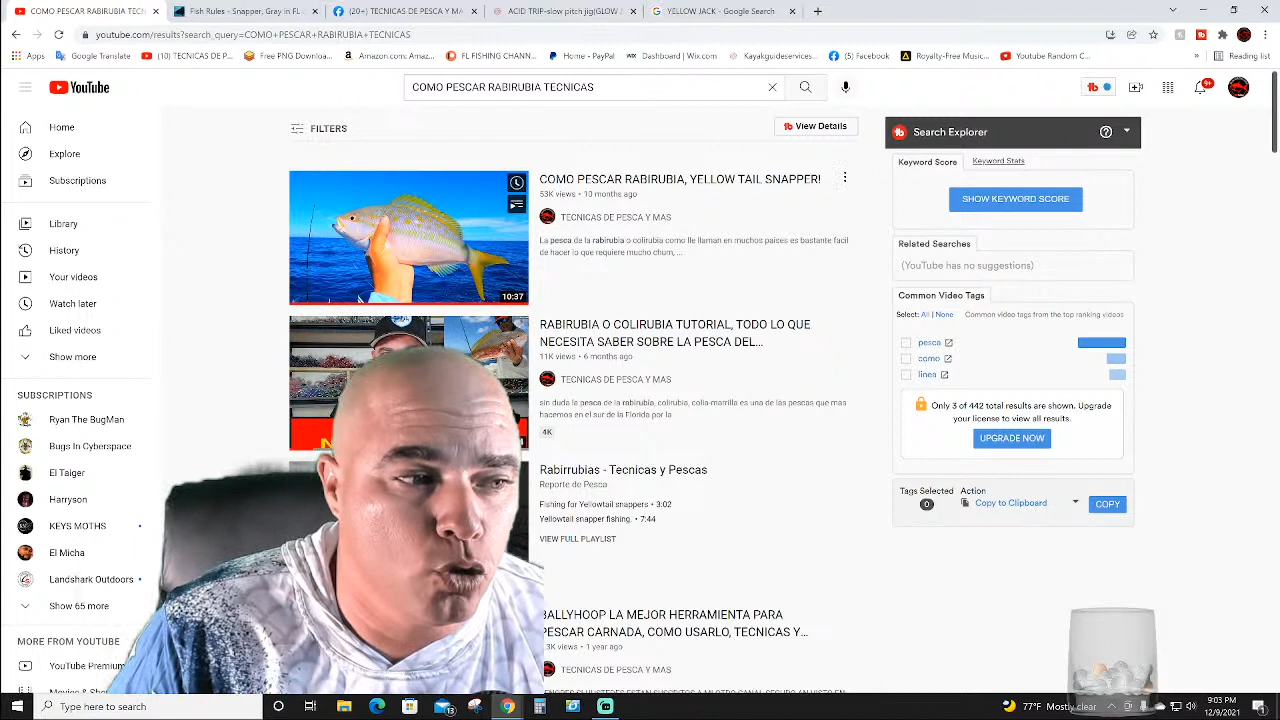 COMO PESCAR RABIRUBIA TECN
Fish Rules - Snapper, Gray in FL
(20+) TECNICAS DE PESCA Y MA
ACID TRIP-slow pitch jig(GLOW
YELLOW JACK - Google Search
youtube.com/results?search_query=COMO+PESCAR+RABIRUBIA+TECNICAS
Apps
Google Translate
(10) TECNICAS DE P...
Free PNG Downloa...
Amazon.com: Amaz...
FL FISHING CHANN...
Home - PayPal
Dashboard | Wix.com
Kayakguideservices...
(5) Facebook
Royalty-Free Music...
Youtube Random C...
»
Reading list
YouTube
COMO PESCAR RABIRUBIA TECNICAS
9+
Home
Explore
Subscriptions
Library
History
Your videos
Watch later
Liked videos
Show more
SUBSCRIPTIONS
Ryan The BugMan
Bugs In Cyberspace
El Taiger
Harryson
KEYS MOTHS
El Micha
Landshark Outdoors
Show 65 more
MORE FROM YOUTUBE
YouTube Premium
FILTERS
View Details
10:37
COMO PESCAR RABIRUBIA, YELLOW TAIL SNAPPER!
53K views • 10 months ago
TECNICAS DE PESCA Y MAS
La pesca de la rabirubia o colirubia como lle llaman en muchos paises es bastante facil
de hacer lo que requiere mucho chum, ...
RABIRUBIA O COLIRUBIA TUTORIAL, TODO LO QUE
NECESITA SABER SOBRE LA PESCA DEL...
11K views • 6 months ago
TECNICAS DE PESCA Y MAS
sin duda la pesca de la rabirubia, colirubia, colia-marrilla es una de las pescas que mas
hacemos en el sur de la Florida por la
4K
Rabirrubias - Tecnicas y Pescas
Reporte de Pesca
Fishing for Yellowtail snappers • 3:02
Yellowtail snapper fishing. • 7:44
VIEW FULL PLAYLIST
BALLYHOOP LA MEJOR HERRAMIENTA PARA
PESCAR CARNADA, COMO USARLO, TECNICAS Y...
3K views • 1 year ago
TECNICAS DE PESCA Y MAS
Search Explorer
Keyword Score
Keyword Stats
SHOW KEYWORD SCORE
Related Searches
(YouTube has no suggestions)
Common Video Tags
Select: All | None
Common video tags from the top ranking videos
pesca
como
linea
Only 3 of 442 total results are shown. Upgrade
your license to view all results.
UPGRADE NOW
Tags Selected
0
Action
Copy to Clipboard
COPY
Type here to search
77°F Mostly clear
9:03 PM
12/9/2021